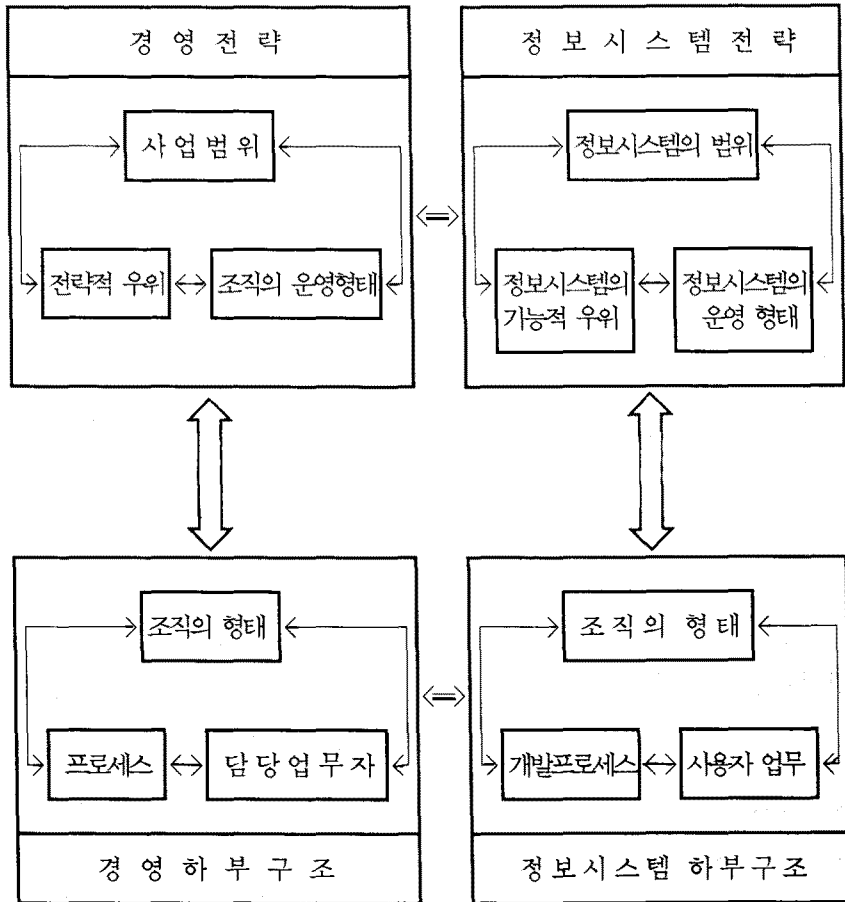 경영전략
사업범위
전략적 우위
조직의 운영형태
정보시스템전략
정보시스템의 범위
정보시스템의
기능적 우위
정보시스템의
운영 형태
조직의 형태
프로세스
담당업무자
경영하부구조
조직의 형태
개발프로세스
사용자 업무
정보시스템 하부구조